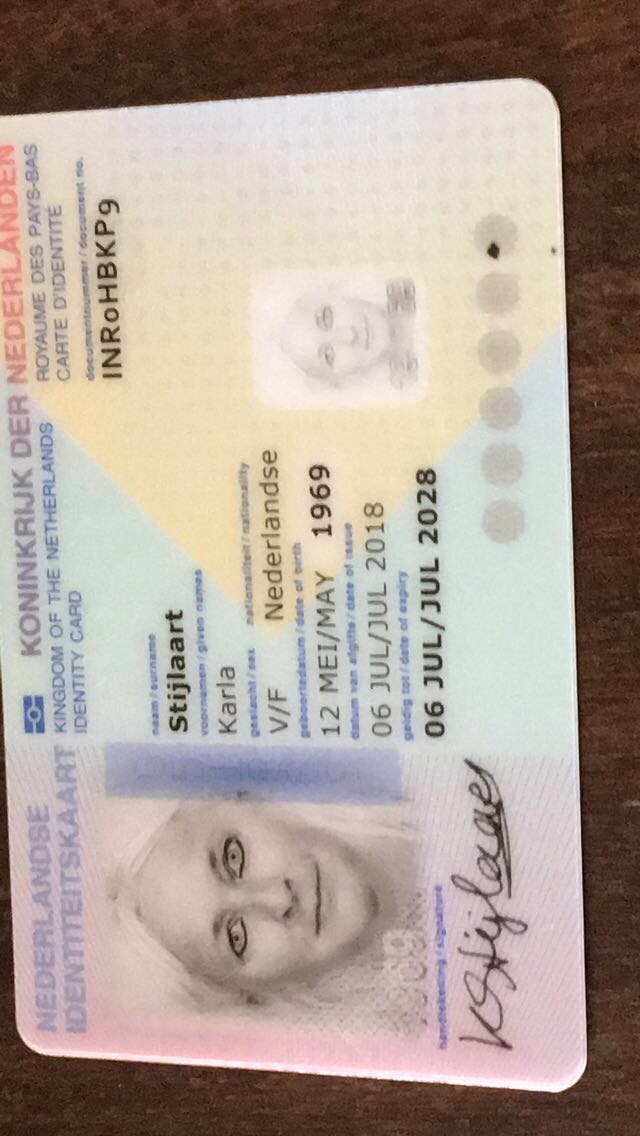 NEDERLANDSE
IDENTITEITSKAART
KONINKRIJK DER NEDERLANDEN
KINGDOM OF THE NETHERLANDS
ROYAUME DES PAYS-BAS
IDENTITY CARD
CARTE D'IDENTITÉ
documentnummer / document no.
INRoHBKP9
naam / surname
Stijlaart
voornamen / given names
Karla
geslacht / sex nationaliteit / nationality
V/F Nederlandse
geboortedatum / date of birth
12 MEI/MAY 1969
datum van afgifte / date of issue
06 JUL/JUL 2018
geldig tot / date of expiry
06 JUL/JUL 2028
handtekening / signature